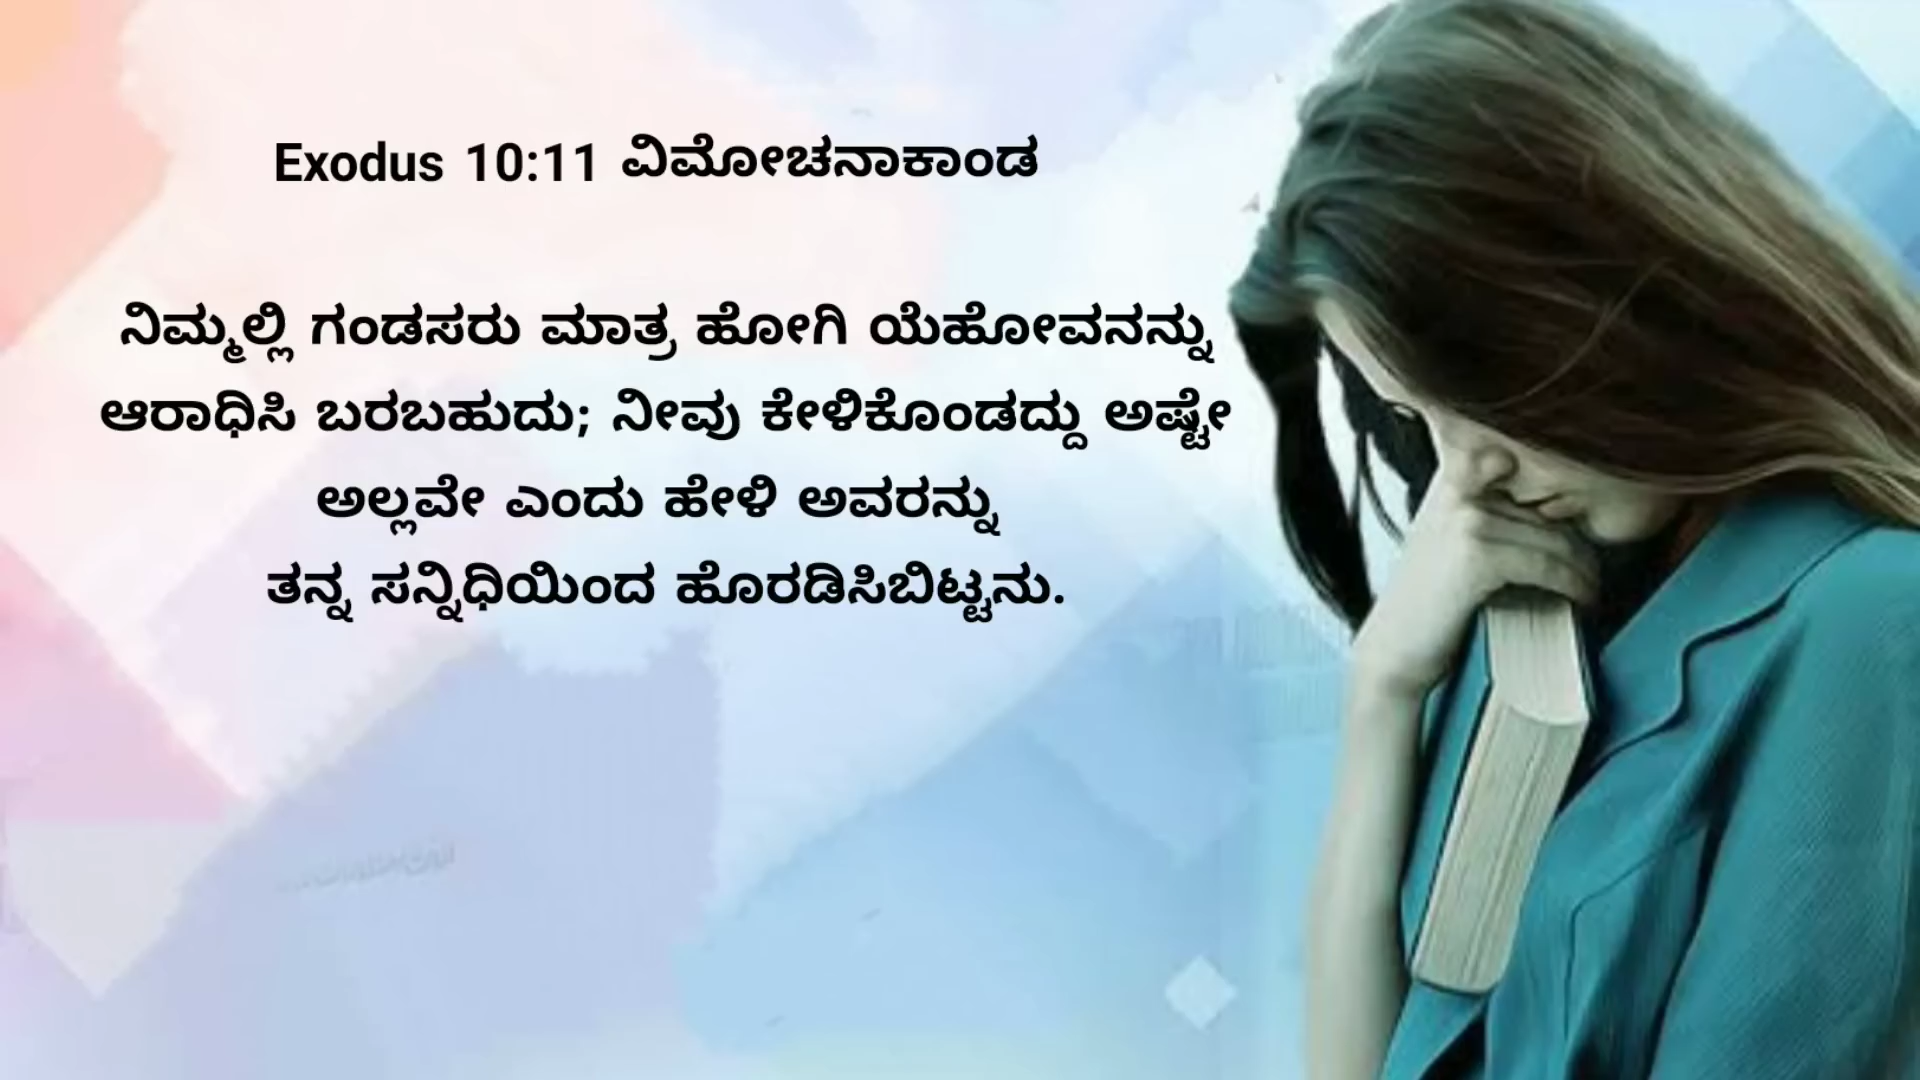 Exodus 10:11 ವಿಮೋಚನಾಕಾಂಡ
ನಿಮ್ಮಲ್ಲಿ ಗಂಡಸರು ಮಾತ್ರ ಹೋಗಿ ಯೆಹೋವನನ್ನು
ಆರಾಧಿಸಿ ಬರಬಹುದು; ನೀವು ಕೇಳಿಕೊಂಡದ್ದು ಅಷ್ಟೇ
ಅಲ್ಲವೇ ಎಂದು ಹೇಳಿ ಅವರನ್ನು
ತನ್ನ ಸನ್ನಿಧಿಯಿಂದ ಹೊರಡಿಸಿಬಿಟ್ಟನು.